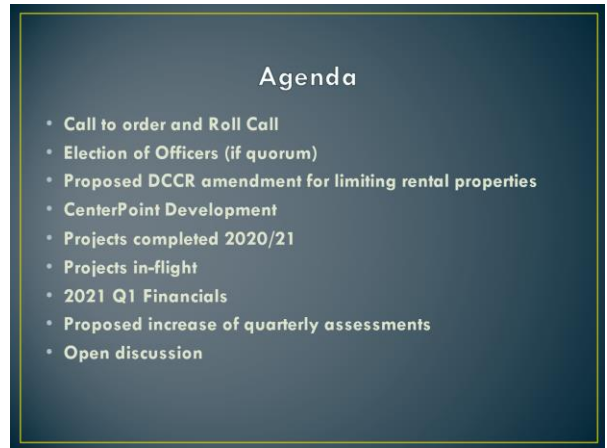 Agenda
• Call to order and Roll Call
• Election of Officers (if quorum)
• Proposed DCCR amendment for limiting rental properties
• CenterPoint Development
• Projects completed 2020/21
• Projects in-flight
• 2021 Q1 Financials
• Proposed increase of quarterly assessments
• Open discussion